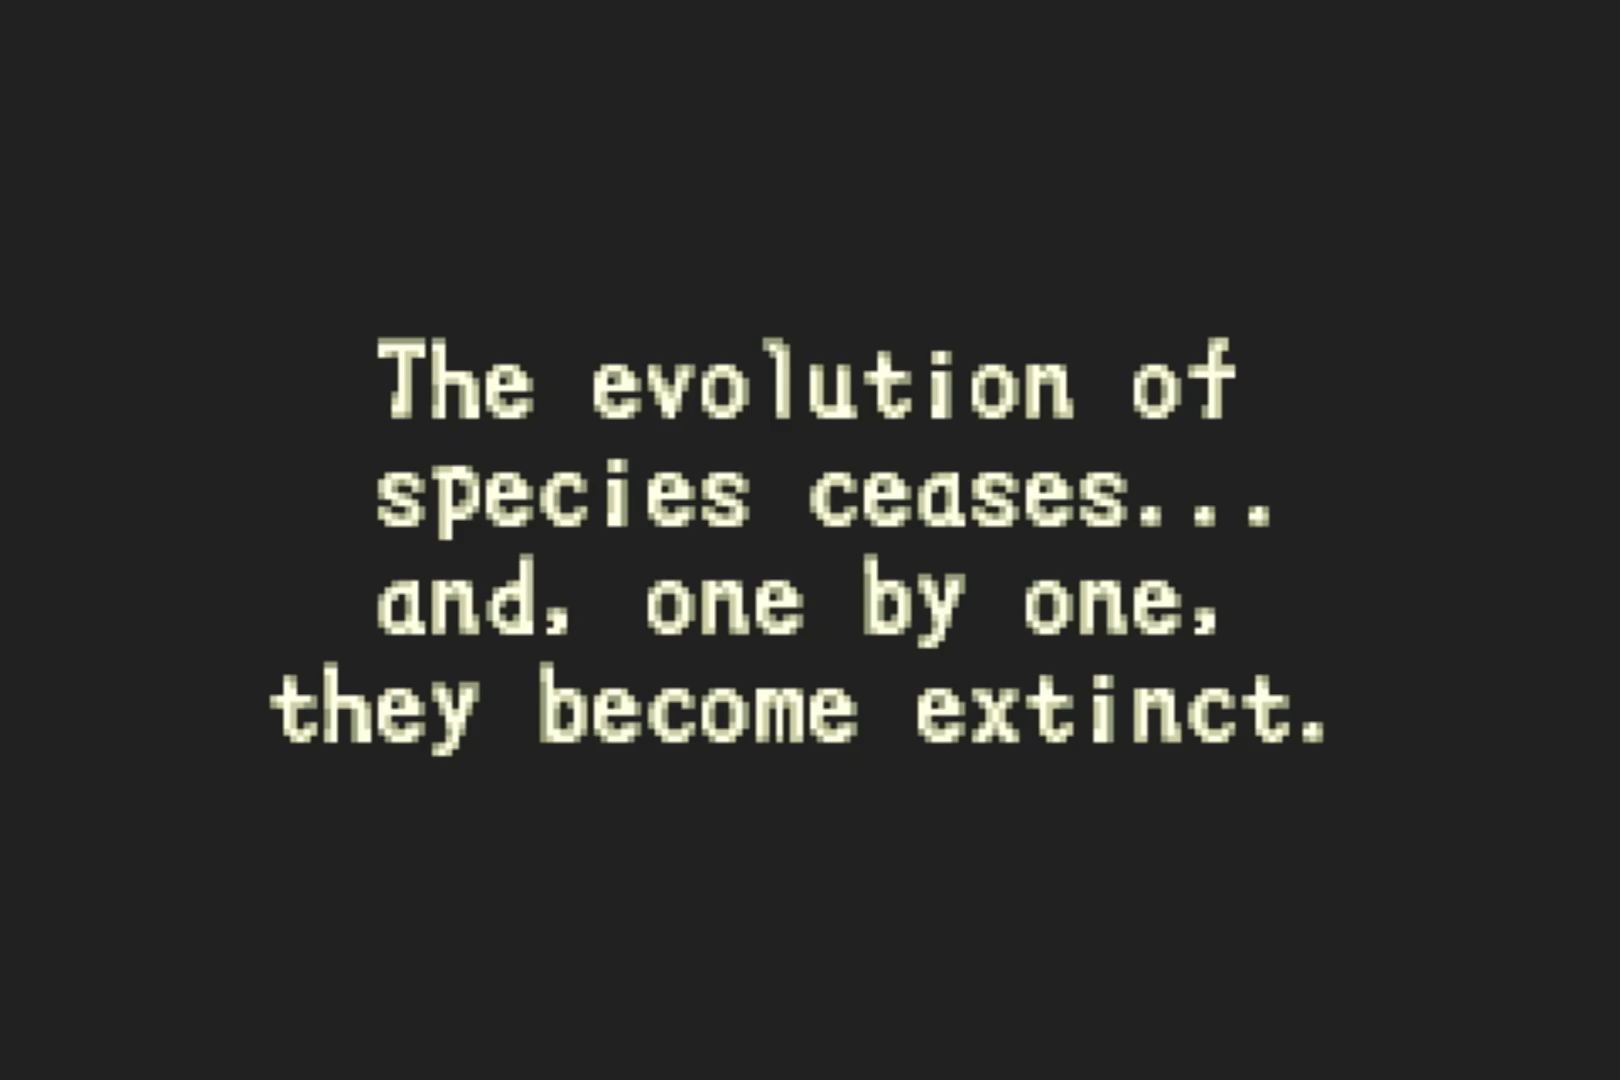 The evolution of
species ceases...
and, one by one,
they become extinct.